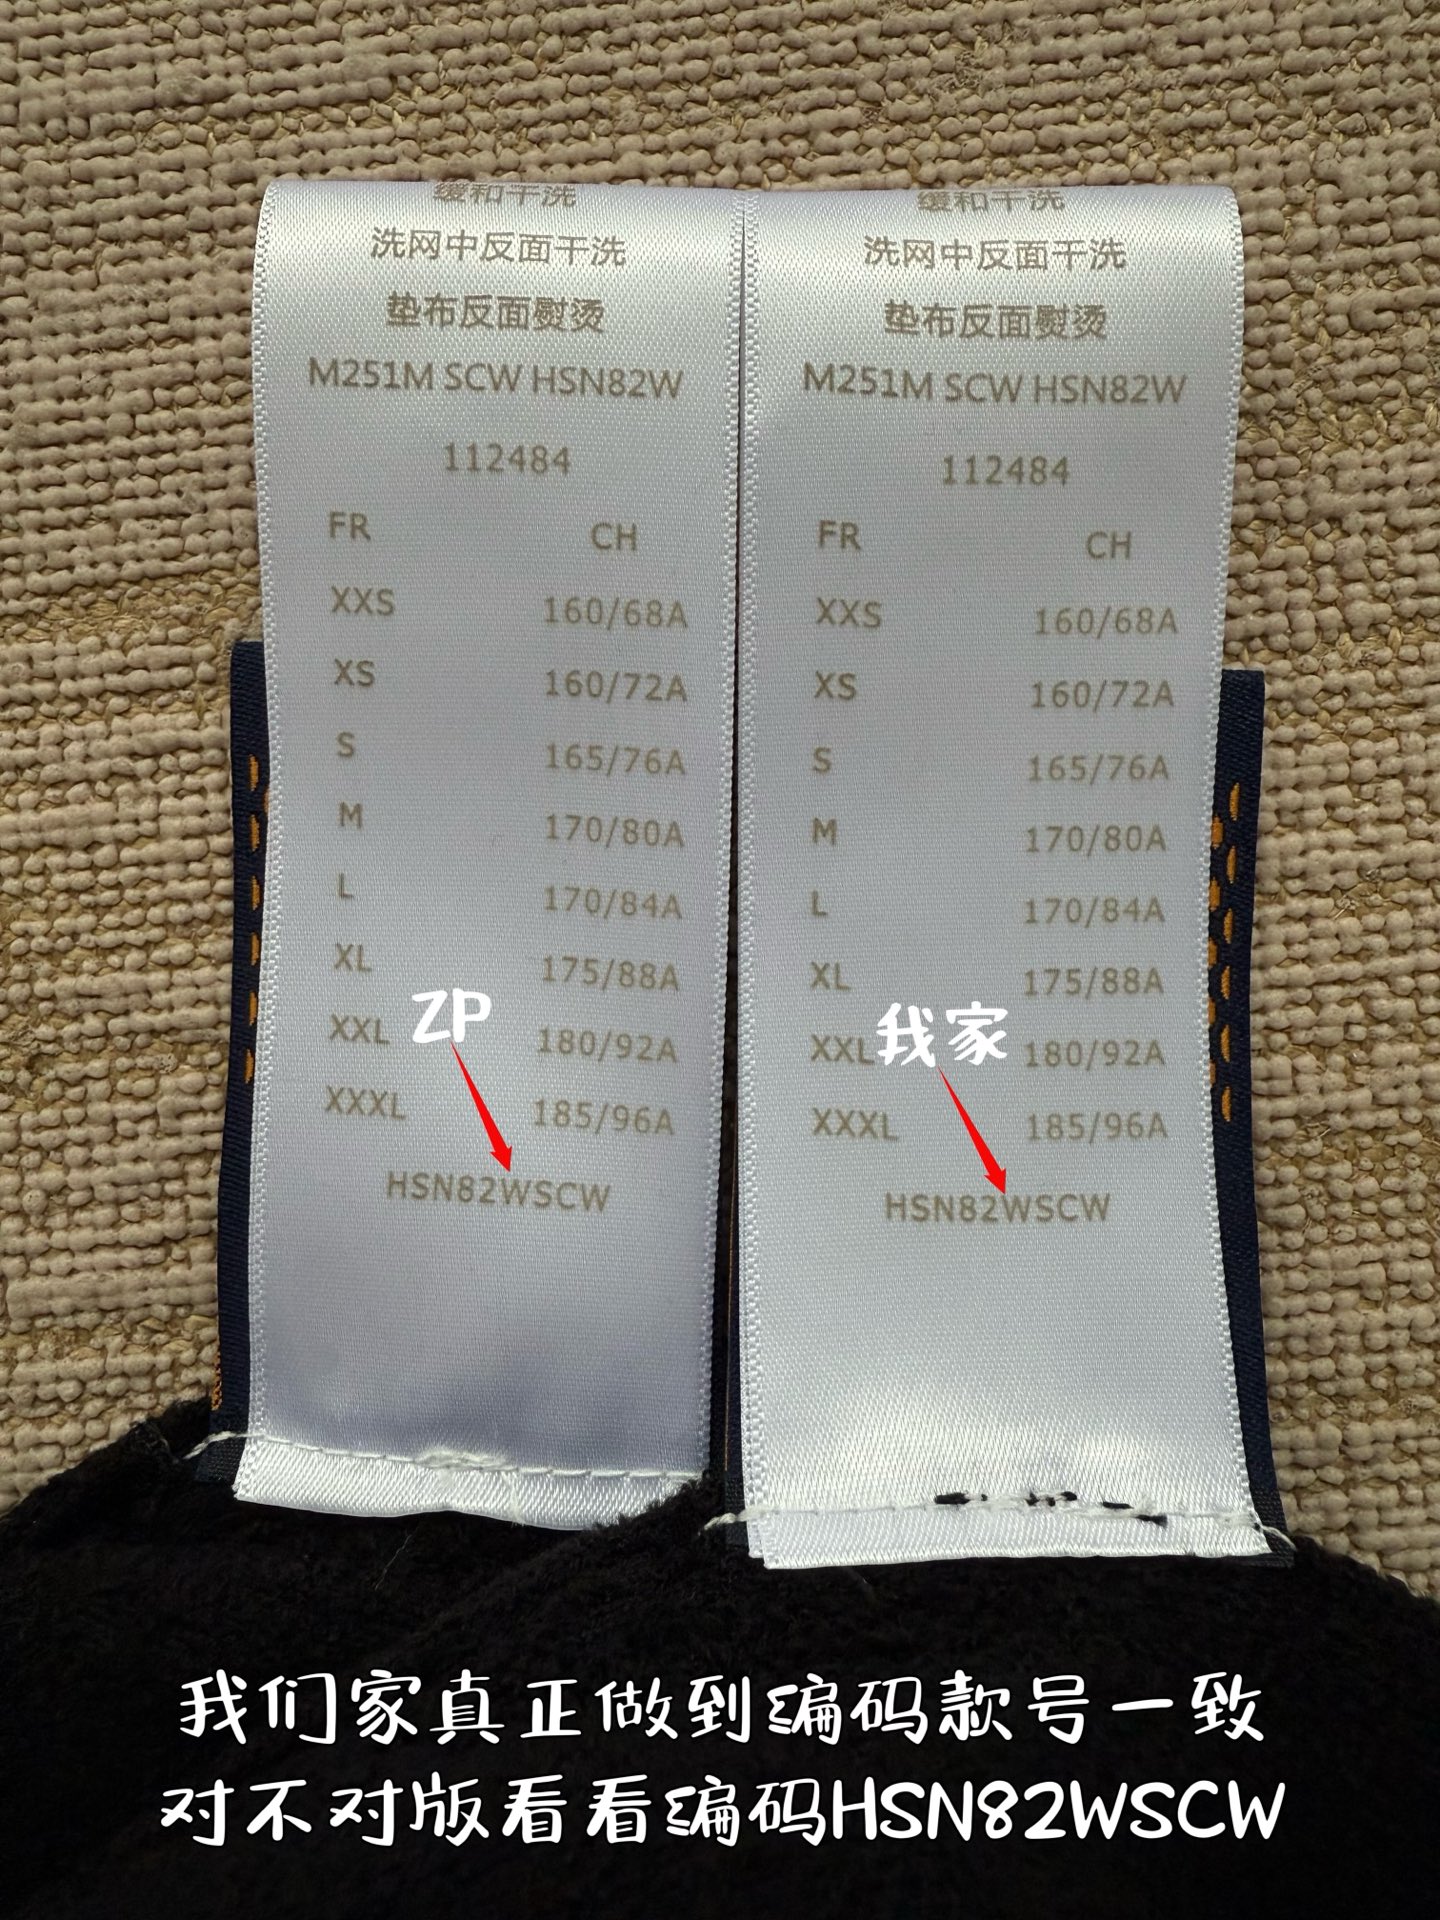 缓和干洗
洗网中反面干洗
垫布反面熨烫
M251M SCW HSN82W
112484
FR CH
XXS 160/68A
XS 160/72A
S 165/76A
M 170/80A
L 170/84A
XL 175/88A
XXL 180/92A
XXXL 185/96A
HSN82WSCW
ZP
缓和干洗
洗网中反面干洗
垫布反面熨烫
M251M SCW HSN82W
112484
FR CH
XXS 160/68A
XS 160/72A
S 165/76A
M 170/80A
L 170/84A
XL 175/88A
XXL 180/92A
XXXL 185/96A
HSN82WSCW
我家
我们家真正做到编码款号一致
对不对版看看编码HSN82WSCW